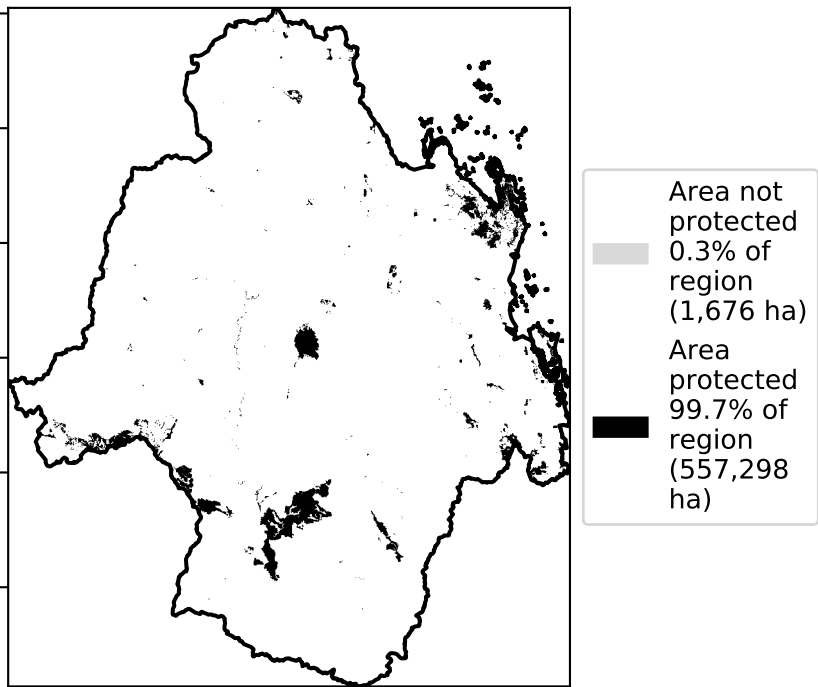 Area not
protected
0.3% of
region
(1,676 ha)
Area
protected
99.7% of
region
(557,298
ha)